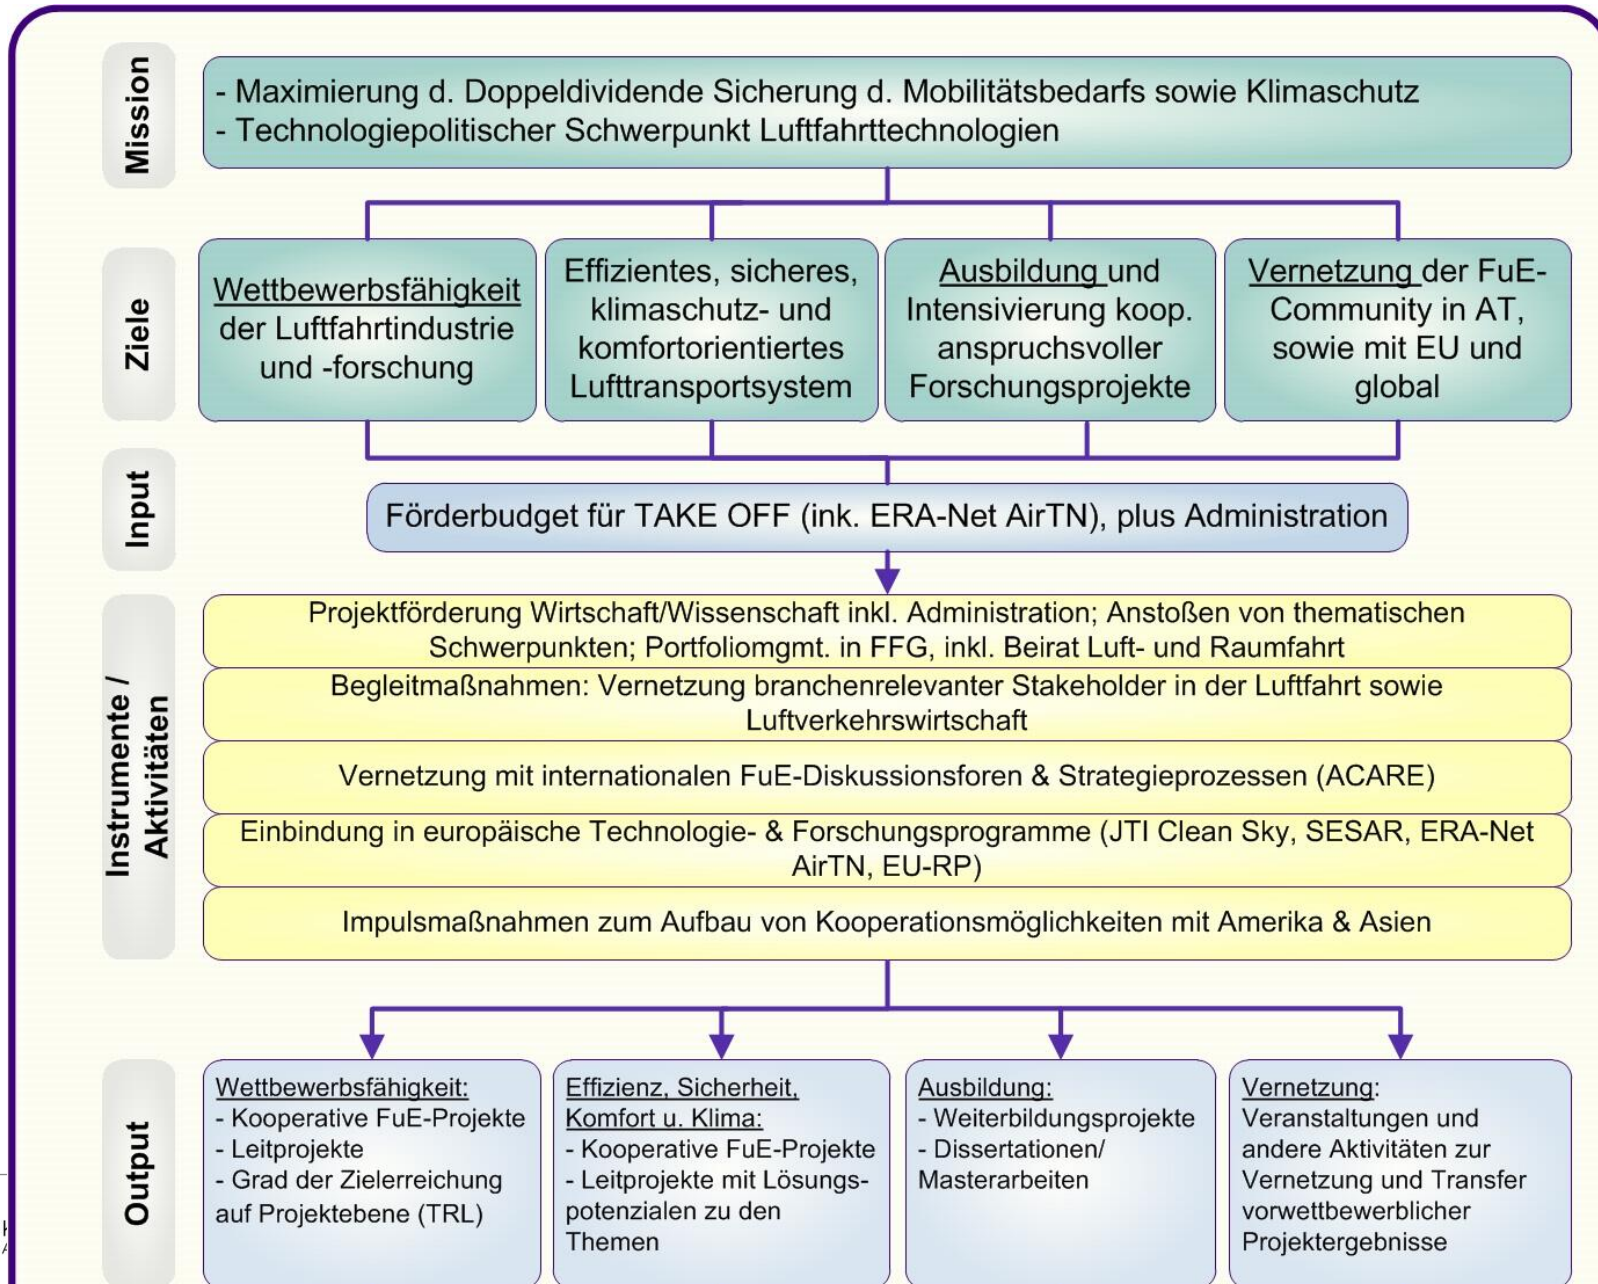 Mission
- Maximierung d. Doppeldividende Sicherung d. Mobilitätsbedarfs sowie Klimaschutz
- Technologiepolitischer Schwerpunkt Luftfahrttechnologien
Ziele
Wettbewerbsfähigkeit
der Luftfahrtindustrie
und -forschung
Effizientes, sicheres,
klimaschutz- und
komfortorientiertes
Lufttransportsystem
Ausbildung und
Intensivierung koop.
anspruchsvoller
Forschungsprojekte
Vernetzung der FuE-
Community in AT,
sowie mit EU und
global
Input
Förderbudget für TAKE OFF (ink. ERA-Net AirTN), plus Administration
Instrumente /
Aktivitäten
Projektförderung Wirtschaft/Wissenschaft inkl. Administration; Anstoßen von thematischen
Schwerpunkten; Portfoliomgmt. in FFG, inkl. Beirat Luft- und Raumfahrt
Begleitmaßnahmen: Vernetzung branchenrelevanter Stakeholder in der Luftfahrt sowie
Luftverkehrswirtschaft
Vernetzung mit internationalen FuE-Diskussionsforen & Strategieprozessen (ACARE)
Einbindung in europäische Technologie- & Forschungsprogramme (JTI Clean Sky, SESAR, ERA-Net
AirTN, EU-RP)
Impulsmaßnahmen zum Aufbau von Kooperationsmöglichkeiten mit Amerika & Asien
Output
Wettbewerbsfähigkeit:
- Kooperative FuE-Projekte
- Leitprojekte
- Grad der Zielerreichung
auf Projektebene (TRL)
Effizienz, Sicherheit,
Komfort u. Klima:
- Kooperative FuE-Projekte
- Leitprojekte mit Lösungs-
potenzialen zu den
Themen
Ausbildung:
- Weiterbildungsprojekte
- Dissertationen/
Masterarbeiten
Vernetzung:
Veranstaltungen und
andere Aktivitäten zur
Vernetzung und Transfer
vorwettbewerblicher
Projektergebnisse